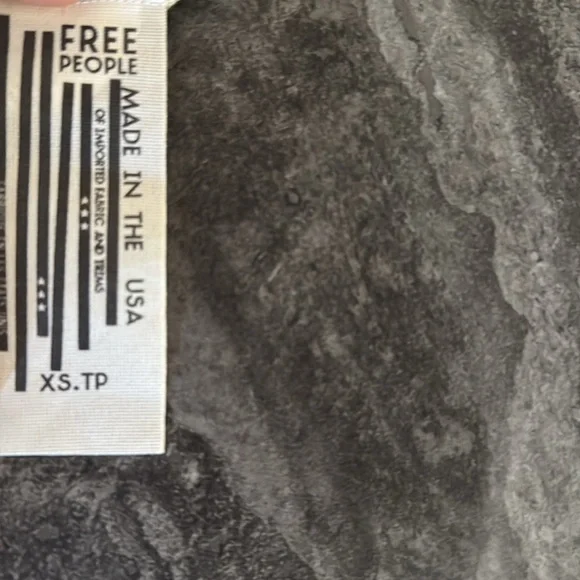 FREE
PEOPLE
MADE IN THE USA
OF IMPORTED FABRIC AND TRIMS
XS.TP